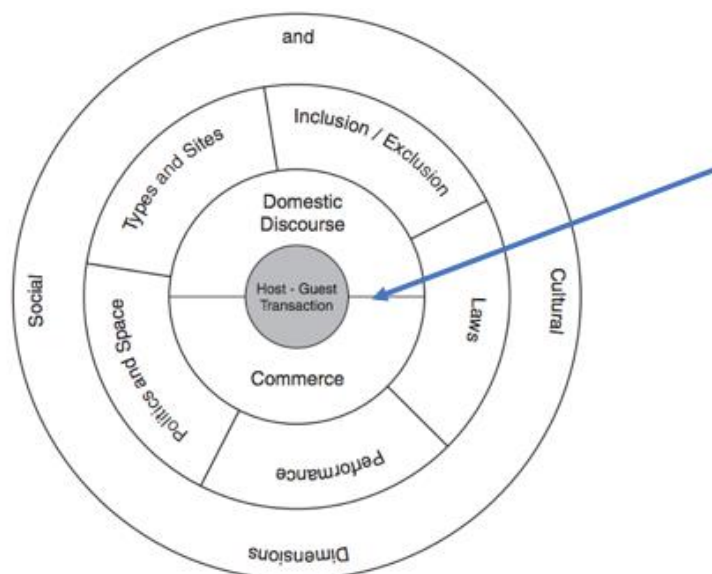 and
Inclusion / Exclusion
Types and Sites
Domestic
Discourse
Host - Guest
Transaction
Social
Cultural
Laws
Politics and Space
Commerce
Performance
Dimensions